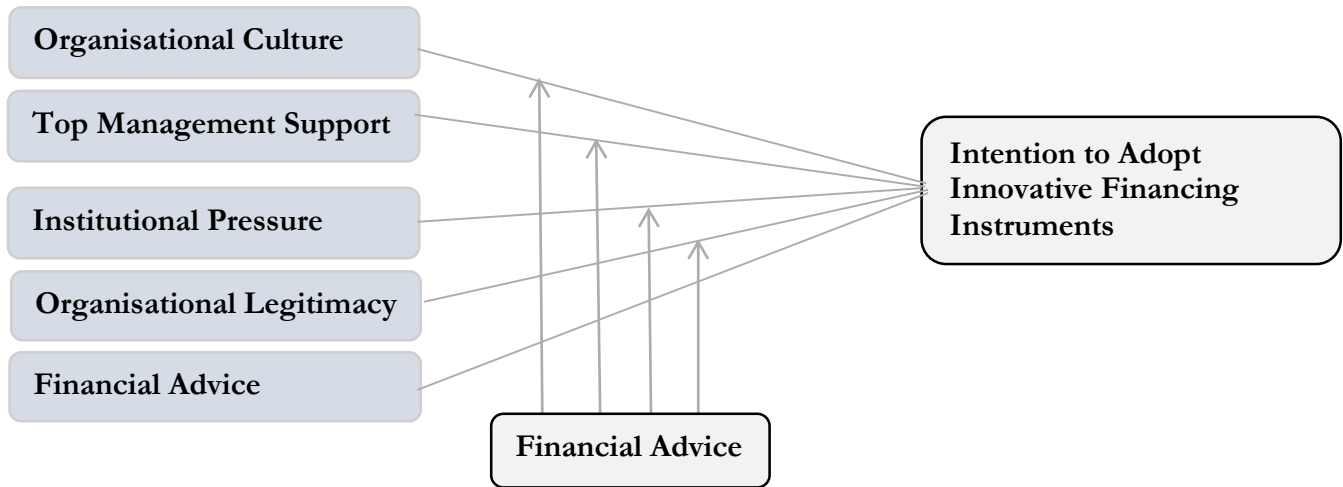 Organisational Culture
Top Management Support
Institutional Pressure
Organisational Legitimacy
Financial Advice
Intention to Adopt
Innovative Financing
Instruments
Financial Advice